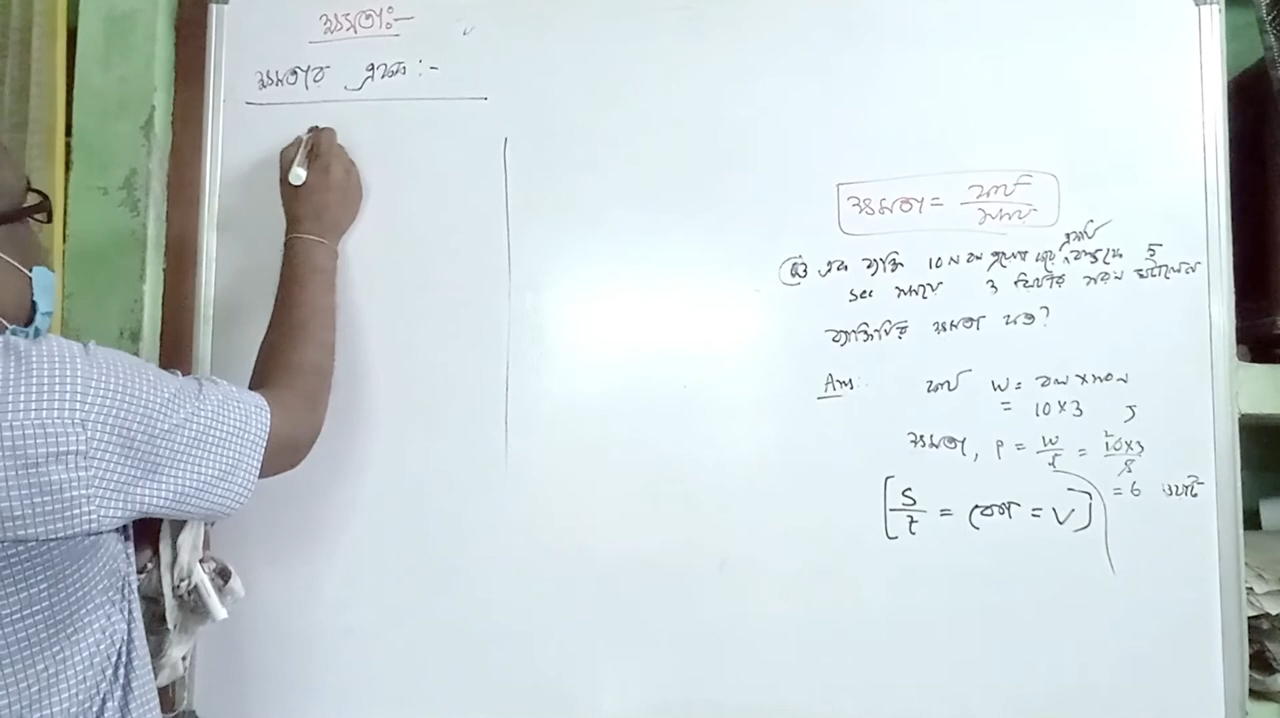 ক্ষমতা:-
ক্ষমতার একক :-
ক্ষমতা = কার্য / সময়
Q3 এক ব্যক্তি 10 N বল প্রয়োগ করে 5
Sec সময়ে 3 মিটার সরণ ঘটালেন
ব্যক্তিটির ক্ষমতা কত?
Ans: কার্য W = বল × সরণ
= 10 × 3 J
ক্ষমতা, P = W/t = 10×3/5
= 6 ওয়াট
[S/t = বেগ = V]